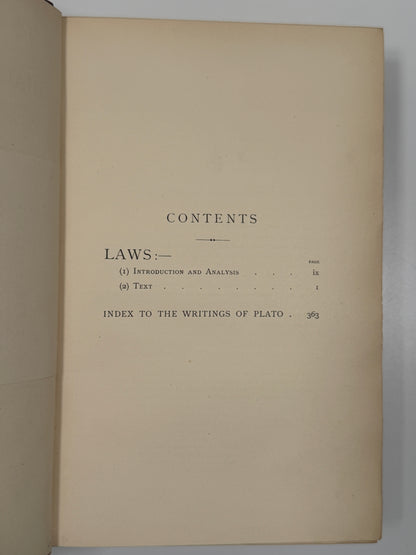 CONTENTS
LAWS:—
PAGE
(1) Introduction and Analysis . . . ix
(2) Text . . . . . . . . 1
INDEX TO THE WRITINGS OF PLATO . 363